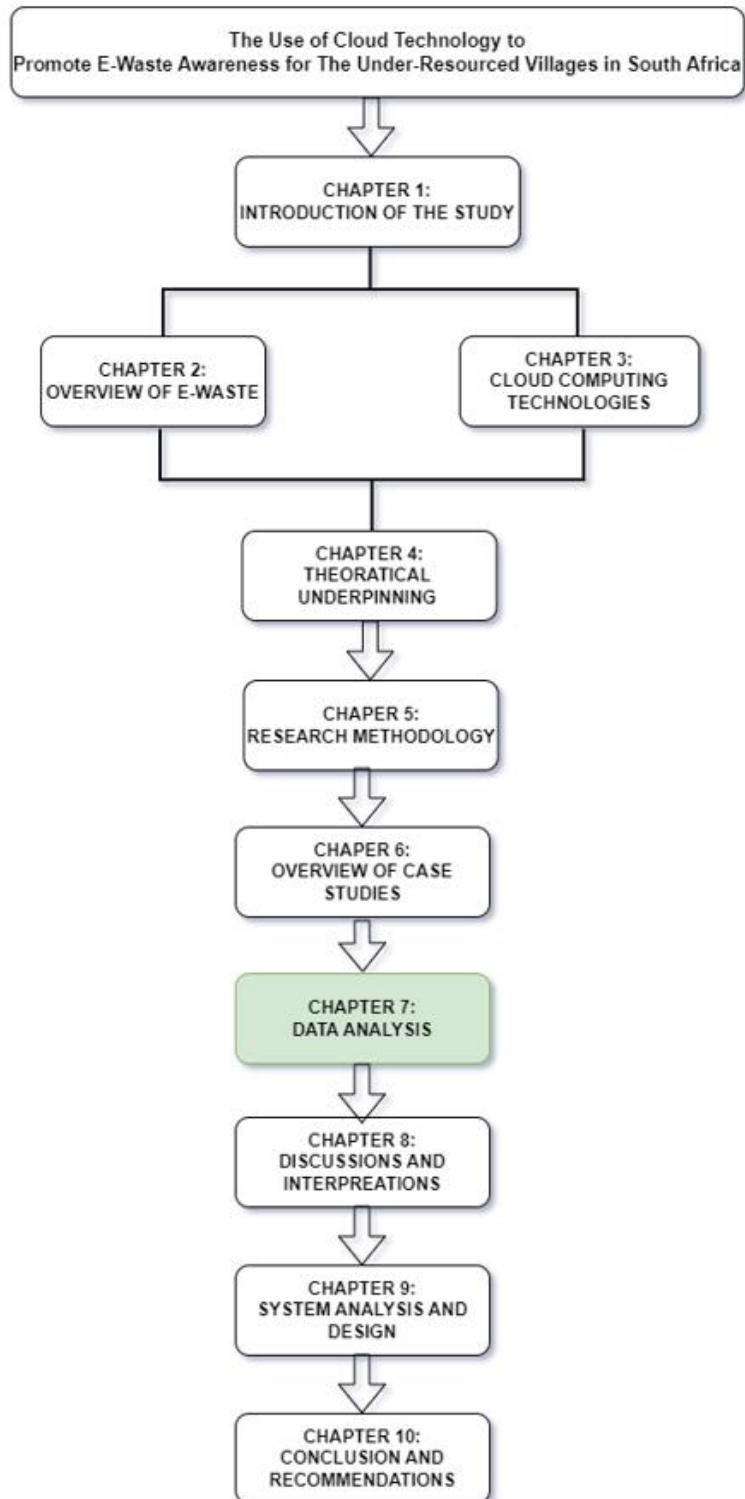 The Use of Cloud Technology to
Promote E-Waste Awareness for The Under-Resourced Villages in South Africa
CHAPTER 1:
INTRODUCTION OF THE STUDY
CHAPTER 2:
OVERVIEW OF E-WASTE
CHAPTER 3:
CLOUD COMPUTING
TECHNOLOGIES
CHAPTER 4:
THEORATICAL
UNDERPINNING
CHAPER 5:
RESEARCH METHODOLOGY
CHAPER 6:
OVERVIEW OF CASE
STUDIES
CHAPTER 7:
DATA ANALYSIS
CHAPTER 8:
DISCUSSIONS AND
INTERPREATIONS
CHAPTER 9:
SYSTEM ANALYSIS AND
DESIGN
CHAPTER 10:
CONCLUSION AND
RECOMMENDATIONS